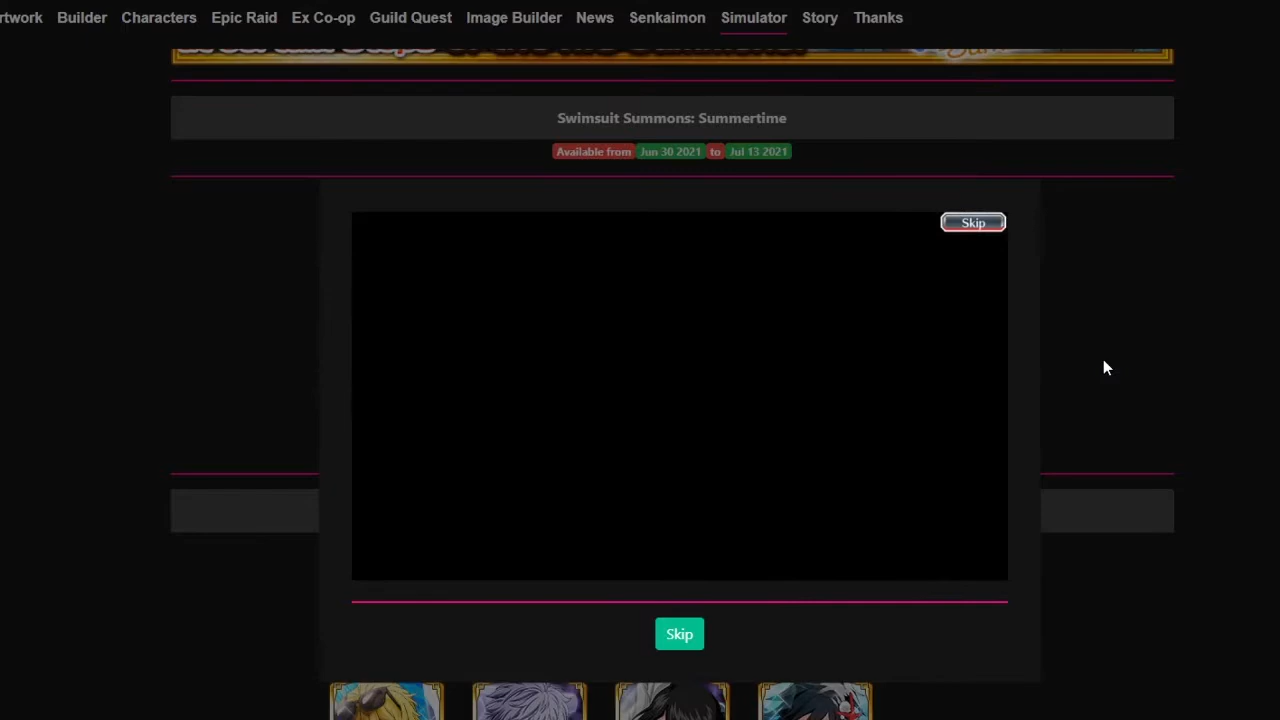 rtwork Builder Characters Epic Raid Ex Co-op Guild Quest Image Builder News Senkaimon Simulator Story Thanks
Swimsuit Summons: Summertime
Available from Jun 30 2021 to Jul 13 2021
Skip
Skip